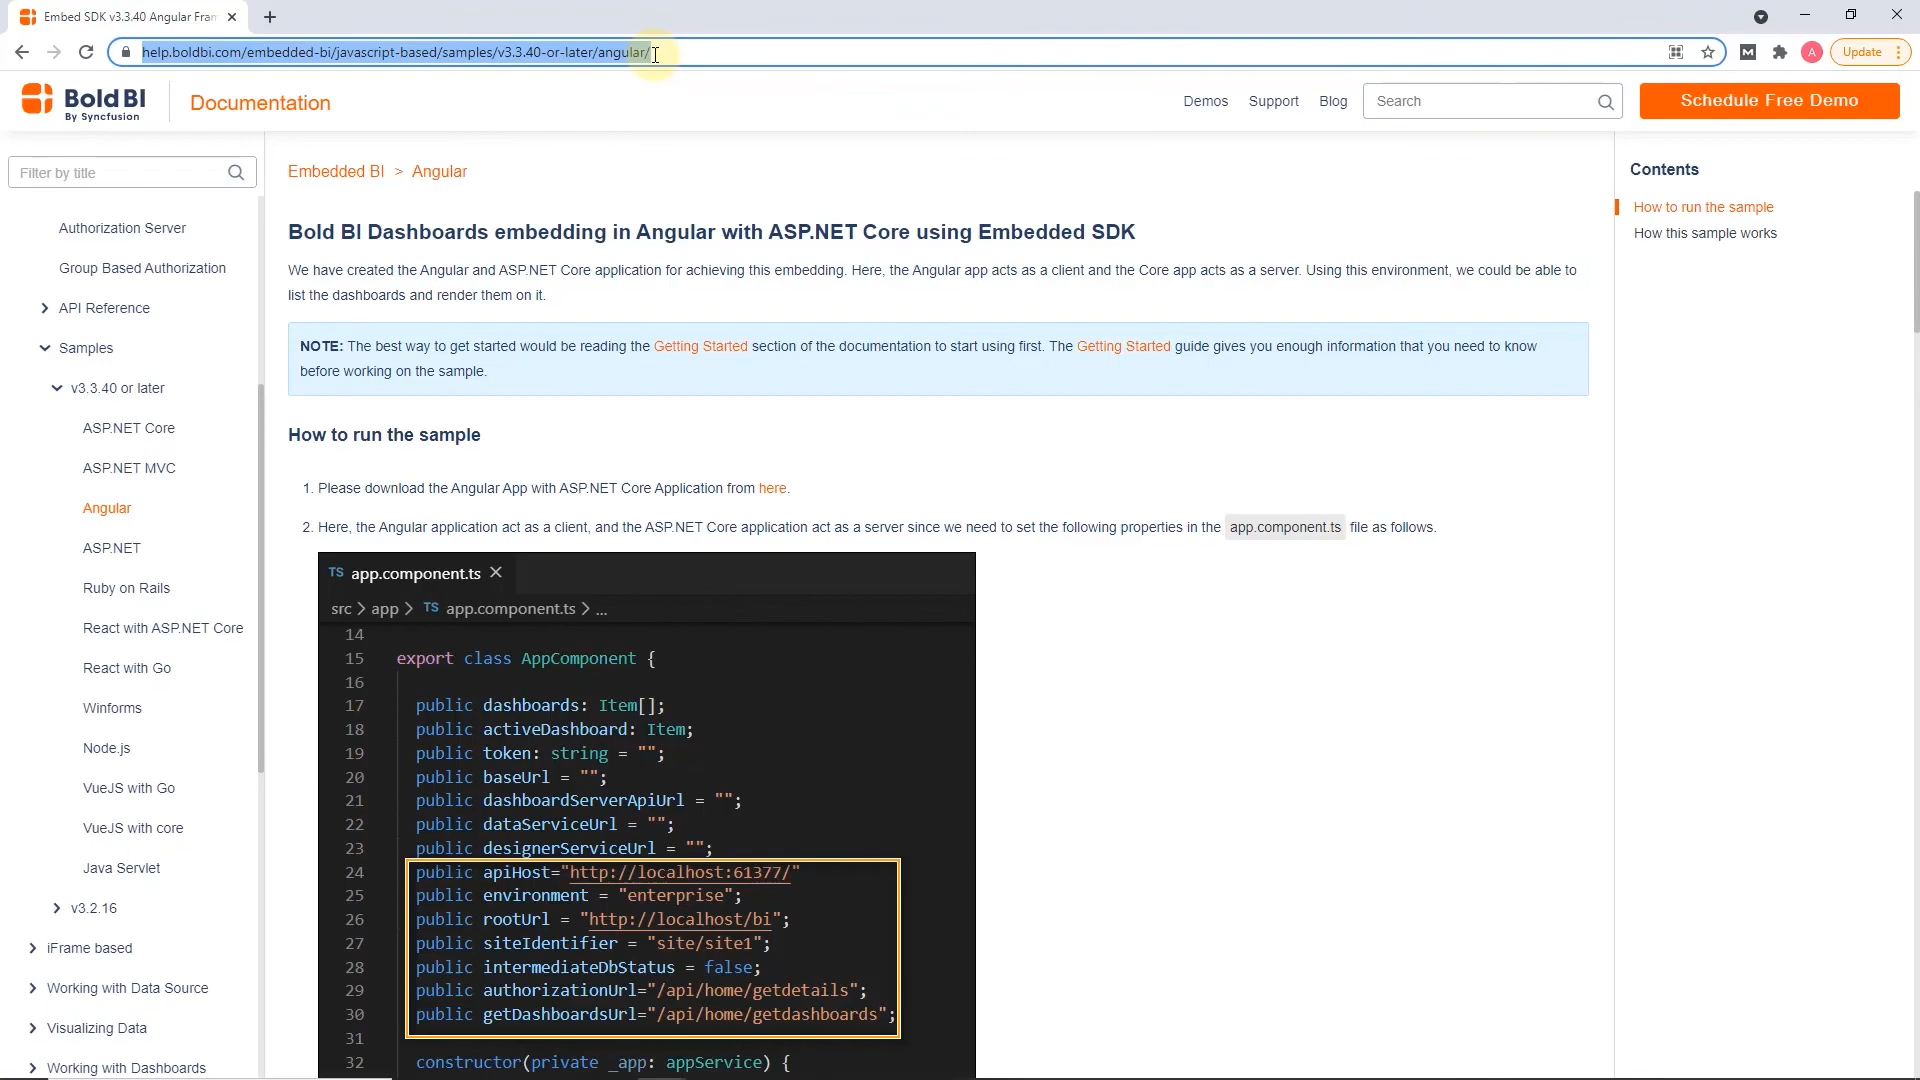 Embed SDK v3.3.40 Angular Fram
help.boldbi.com/embedded-bi/javascript-based/samples/v3.3.40-or-later/angular/
A
Update
Bold BI
By Syncfusion
Documentation
Demos
Support
Blog
Search
Schedule Free Demo
Filter by title
Authorization Server
Group Based Authorization
API Reference
Samples
v3.3.40 or later
ASP.NET Core
ASP.NET MVC
Angular
ASP.NET
Ruby on Rails
React with ASP.NET Core
React with Go
Winforms
Node.js
VueJS with Go
VueJS with core
Java Servlet
v3.2.16
iFrame based
Working with Data Source
Visualizing Data
Working with Dashboards
Embedded BI > Angular
Bold BI Dashboards embedding in Angular with ASP.NET Core using Embedded SDK
We have created the Angular and ASP.NET Core application for achieving this embedding. Here, the Angular app acts as a client and the Core app acts as a server. Using this environment, we could be able to
list the dashboards and render them on it.
NOTE: The best way to get started would be reading the Getting Started section of the documentation to start using first. The Getting Started guide gives you enough information that you need to know
before working on the sample.
How to run the sample
1. Please download the Angular App with ASP.NET Core Application from here.
2. Here, the Angular application act as a client, and the ASP.NET Core application act as a server since we need to set the following properties in the app.component.ts file as follows.
TS app.component.ts
src > app > TS app.component.ts > ...
14
15 export class AppComponent {
16
17 public dashboards: Item[];
18 public activeDashboard: Item;
19 public token: string = "";
20 public baseUrl = "";
21 public dashboardServerApiUrl = "";
22 public dataServiceUrl = "";
23 public designerServiceUrl = "";
24 public apiHost="http://localhost:61377/"
25 public environment = "enterprise";
26 public rootUrl = "http://localhost/bi";
27 public siteIdentifier = "site/site1";
28 public intermediateDbStatus = false;
29 public authorizationUrl="/api/home/getdetails";
30 public getDashboardsUrl="/api/home/getdashboards";
31
32 constructor(private _app: appService) {
Contents
How to run the sample
How this sample works